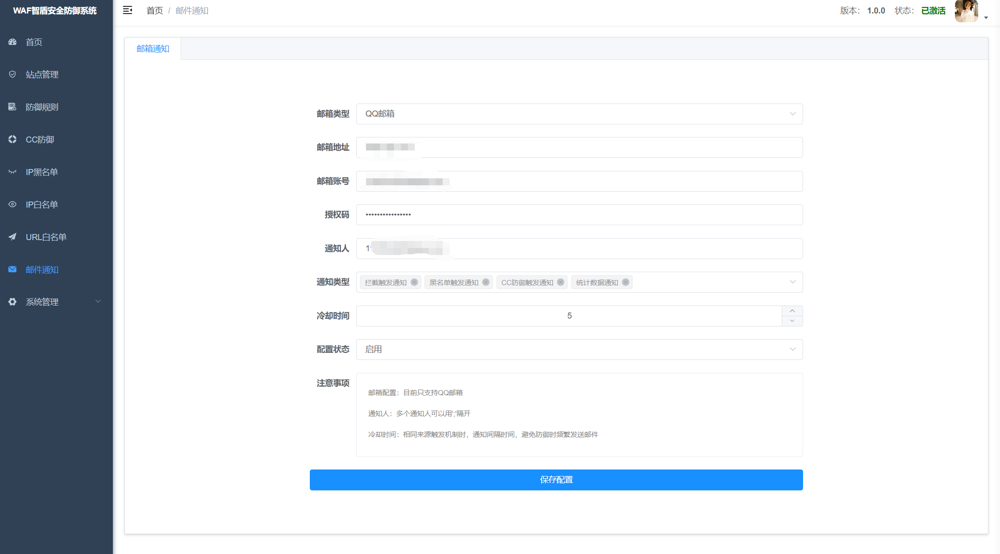 WAF智盾安全防御系统
首页 / 邮件通知
版本： 1.0.0 状态： 已激活
首页
站点管理
防御规则
CC防御
IP黑名单
IP白名单
URL白名单
邮件通知
系统管理
邮箱通知
邮箱类型 QQ邮箱
邮箱地址
邮箱账号
授权码 ••••••••••••••••
通知人 1
通知类型 拦截触发通知 黑名单触发通知 CC防御触发通知 统计数据通知
冷却时间 5
配置状态 启用
注意事项
邮箱配置：目前只支持QQ邮箱
通知人：多个通知人可以用';'隔开
冷却时间：相同来源触发机制时，通知间隔时间，避免防御时频繁发送邮件
保存配置